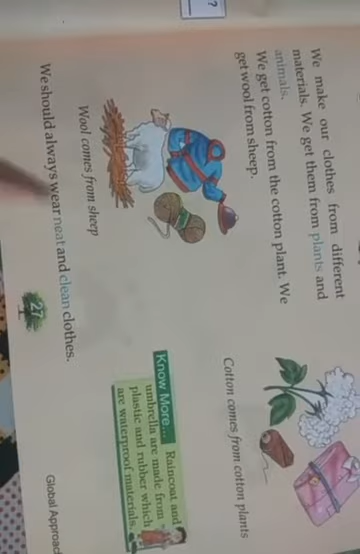 We make our clothes from different
materials. We get them from plants and
animals.
We get cotton from the cotton plant. We
get wool from sheep.
Cotton comes from cotton plants
Wool comes from sheep
Know More... Raincoat and
umbrella are made from
plastic and rubber which
are waterproof materials.
We should always wear neat and clean clothes.
27
Global
?